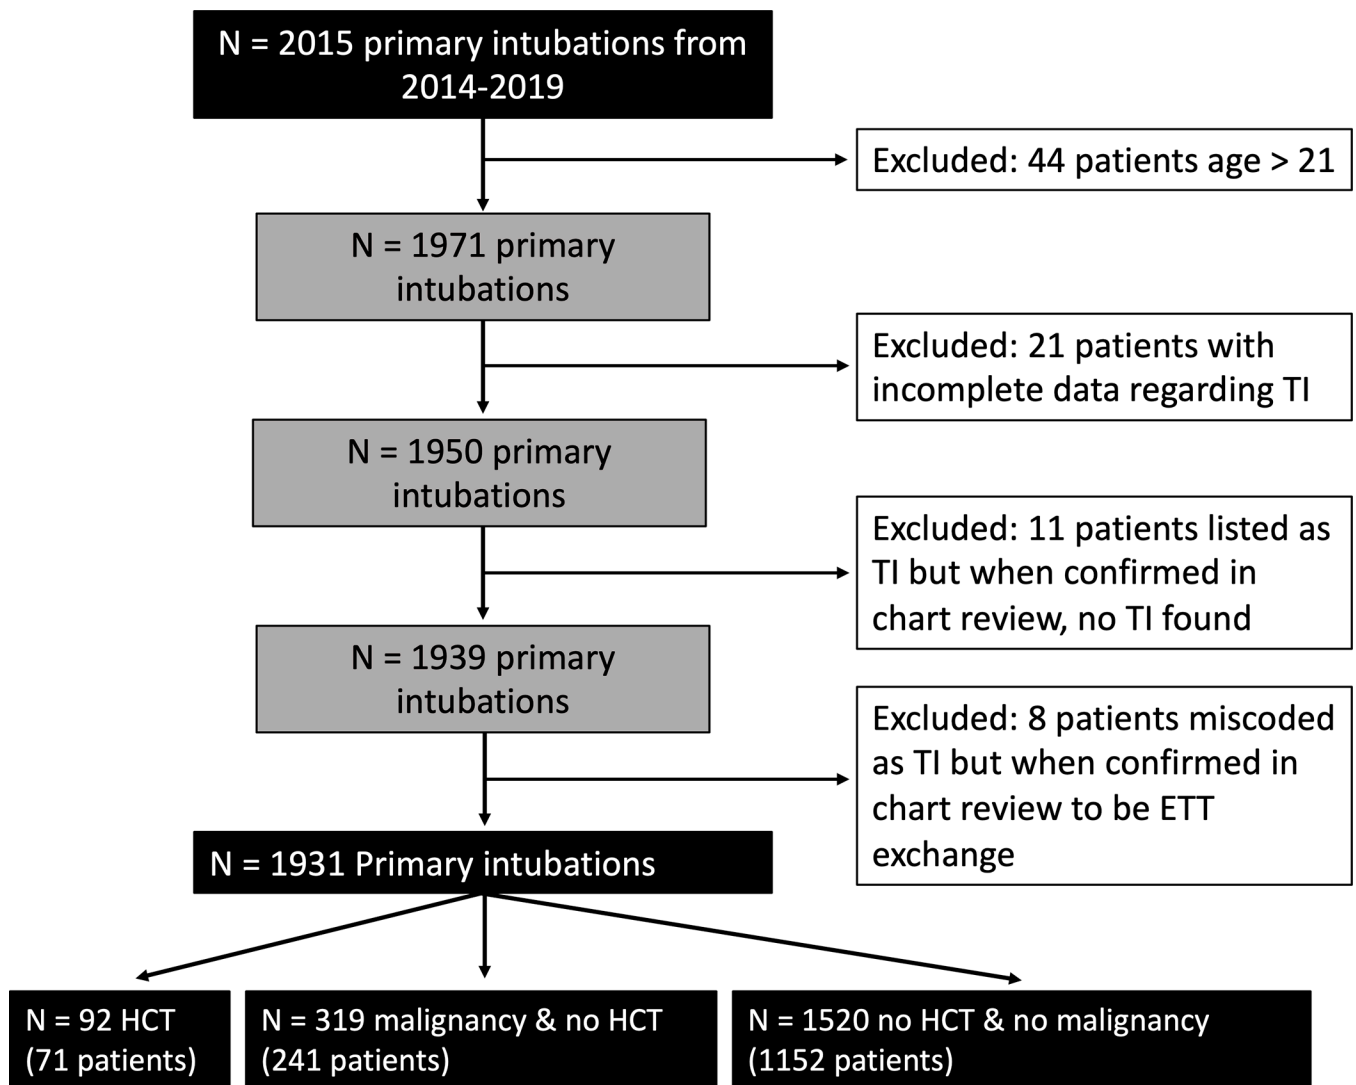 N = 2015 primary intubations from
2014-2019
Excluded: 44 patients age > 21
N = 1971 primary
intubations
Excluded: 21 patients with
incomplete data regarding TI
N = 1950 primary
intubations
Excluded: 11 patients listed as
TI but when confirmed in
chart review, no TI found
N = 1939 primary
intubations
Excluded: 8 patients miscoded
as TI but when confirmed in
chart review to be ETT
exchange
N = 1931 Primary intubations
N = 92 HCT
(71 patients)
N = 319 malignancy & no HCT
(241 patients)
N = 1520 no HCT & no malignancy
(1152 patients)